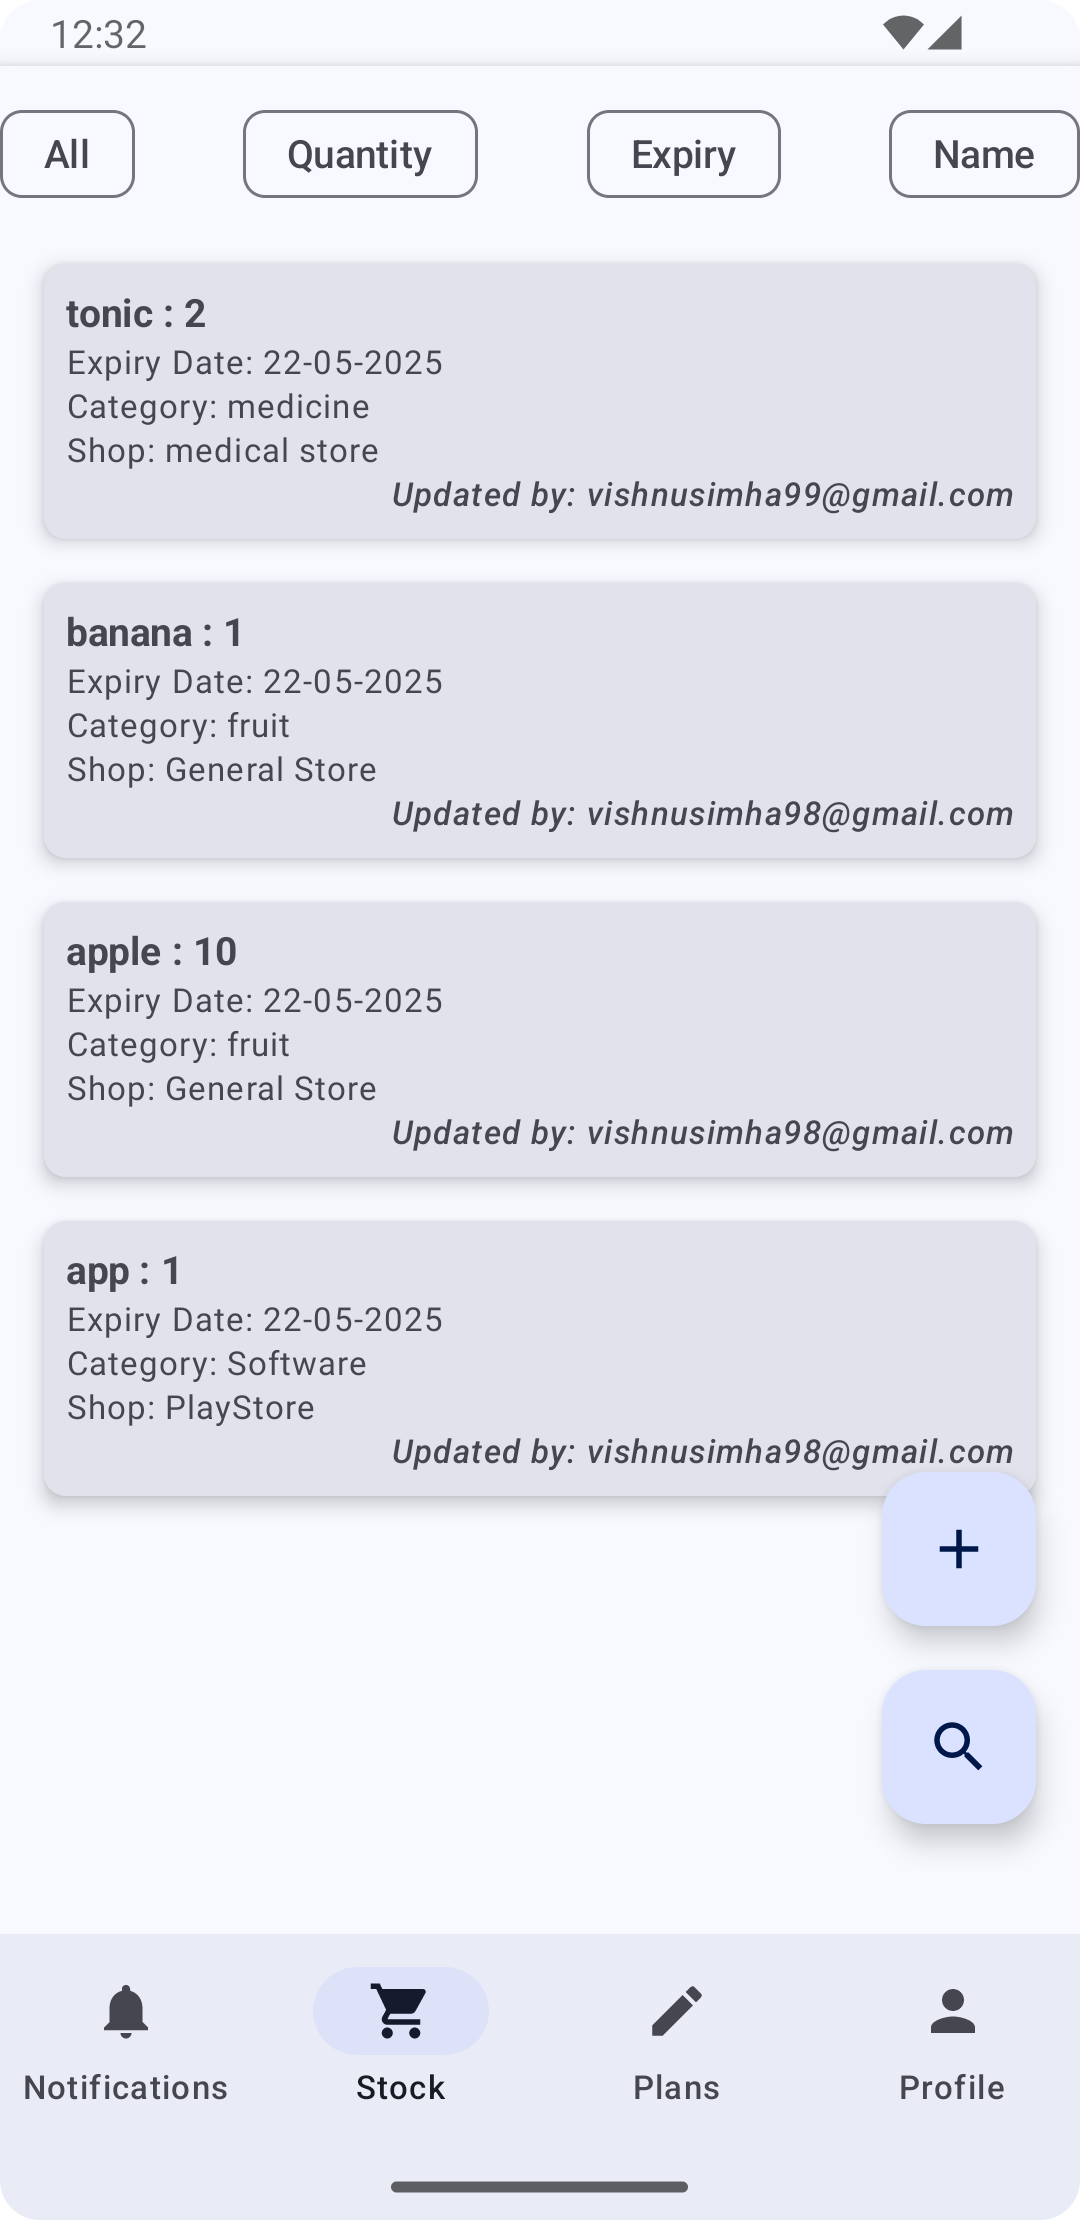 12:32
All
Quantity
Expiry
Name
tonic : 2
Expiry Date: 22-05-2025
Category: medicine
Shop: medical store
Updated by: vishnusimha99@gmail.com
banana : 1
Expiry Date: 22-05-2025
Category: fruit
Shop: General Store
Updated by: vishnusimha98@gmail.com
apple : 10
Expiry Date: 22-05-2025
Category: fruit
Shop: General Store
Updated by: vishnusimha98@gmail.com
app : 1
Expiry Date: 22-05-2025
Category: Software
Shop: PlayStore
Updated by: vishnusimha98@gmail.com
Notifications
Stock
Plans
Profile